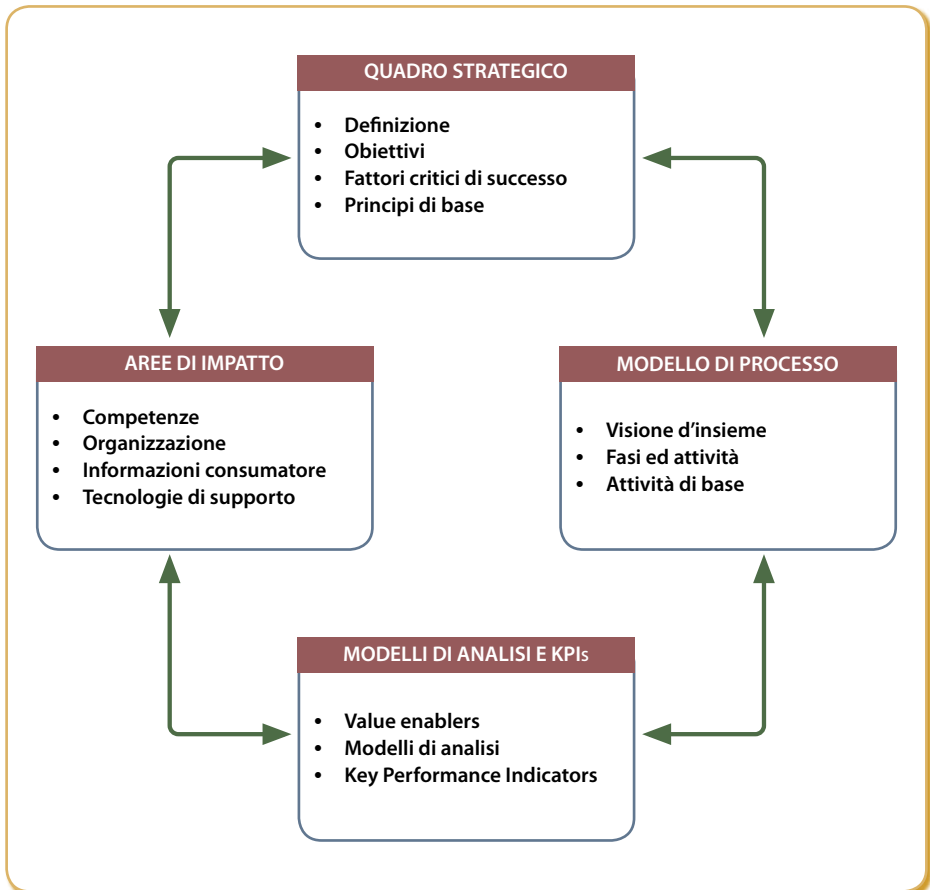 QUADRO STRATEGICO
• Definizione
• Obiettivi
• Fattori critici di successo
• Principi di base
AREE DI IMPATTO
• Competenze
• Organizzazione
• Informazioni consumatore
• Tecnologie di supporto
MODELLO DI PROCESSO
• Visione d'insieme
• Fasi ed attività
• Attività di base
MODELLI DI ANALISI E KPIs
• Value enablers
• Modelli di analisi
• Key Performance Indicators